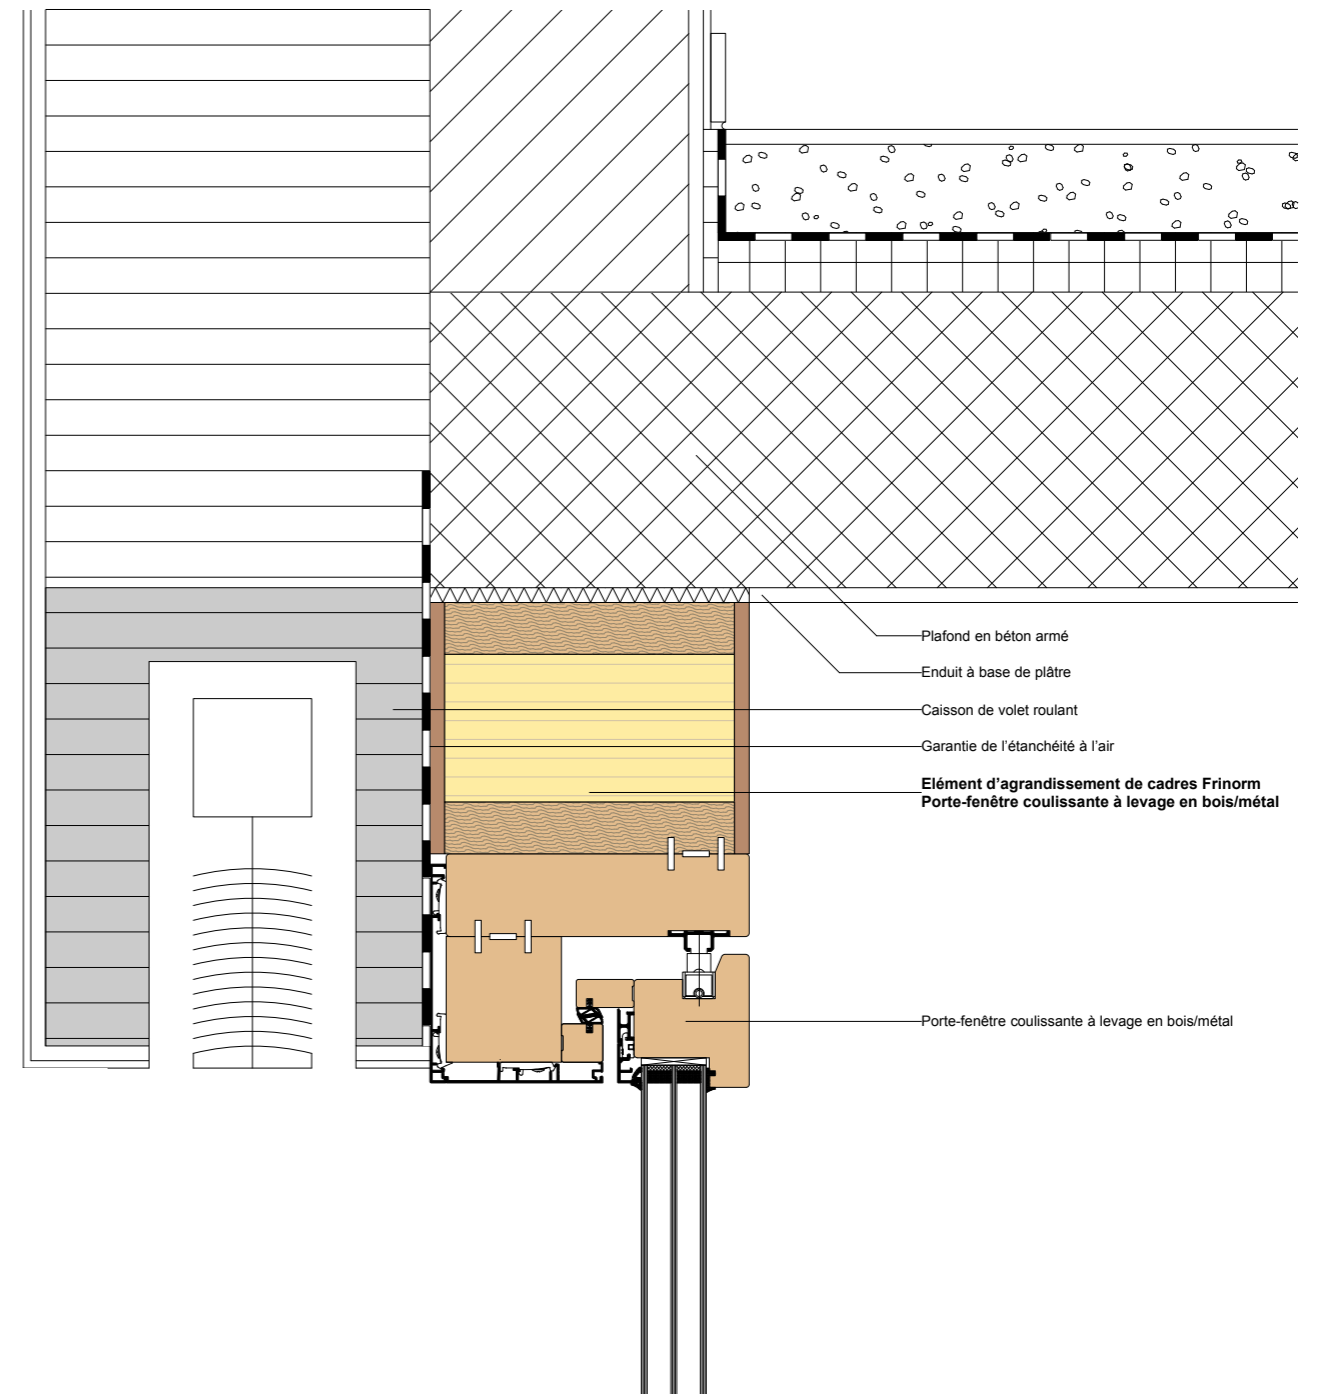 Plafond en béton armé
Enduit à base de plâtre
Caisson de volet roulant
Garantie de l’étanchéité à l’air
Elément d’agrandissement de cadres Frinorm
Porte-fenêtre coulissante à levage en bois/métal
Porte-fenêtre coulissante à levage en bois/métal